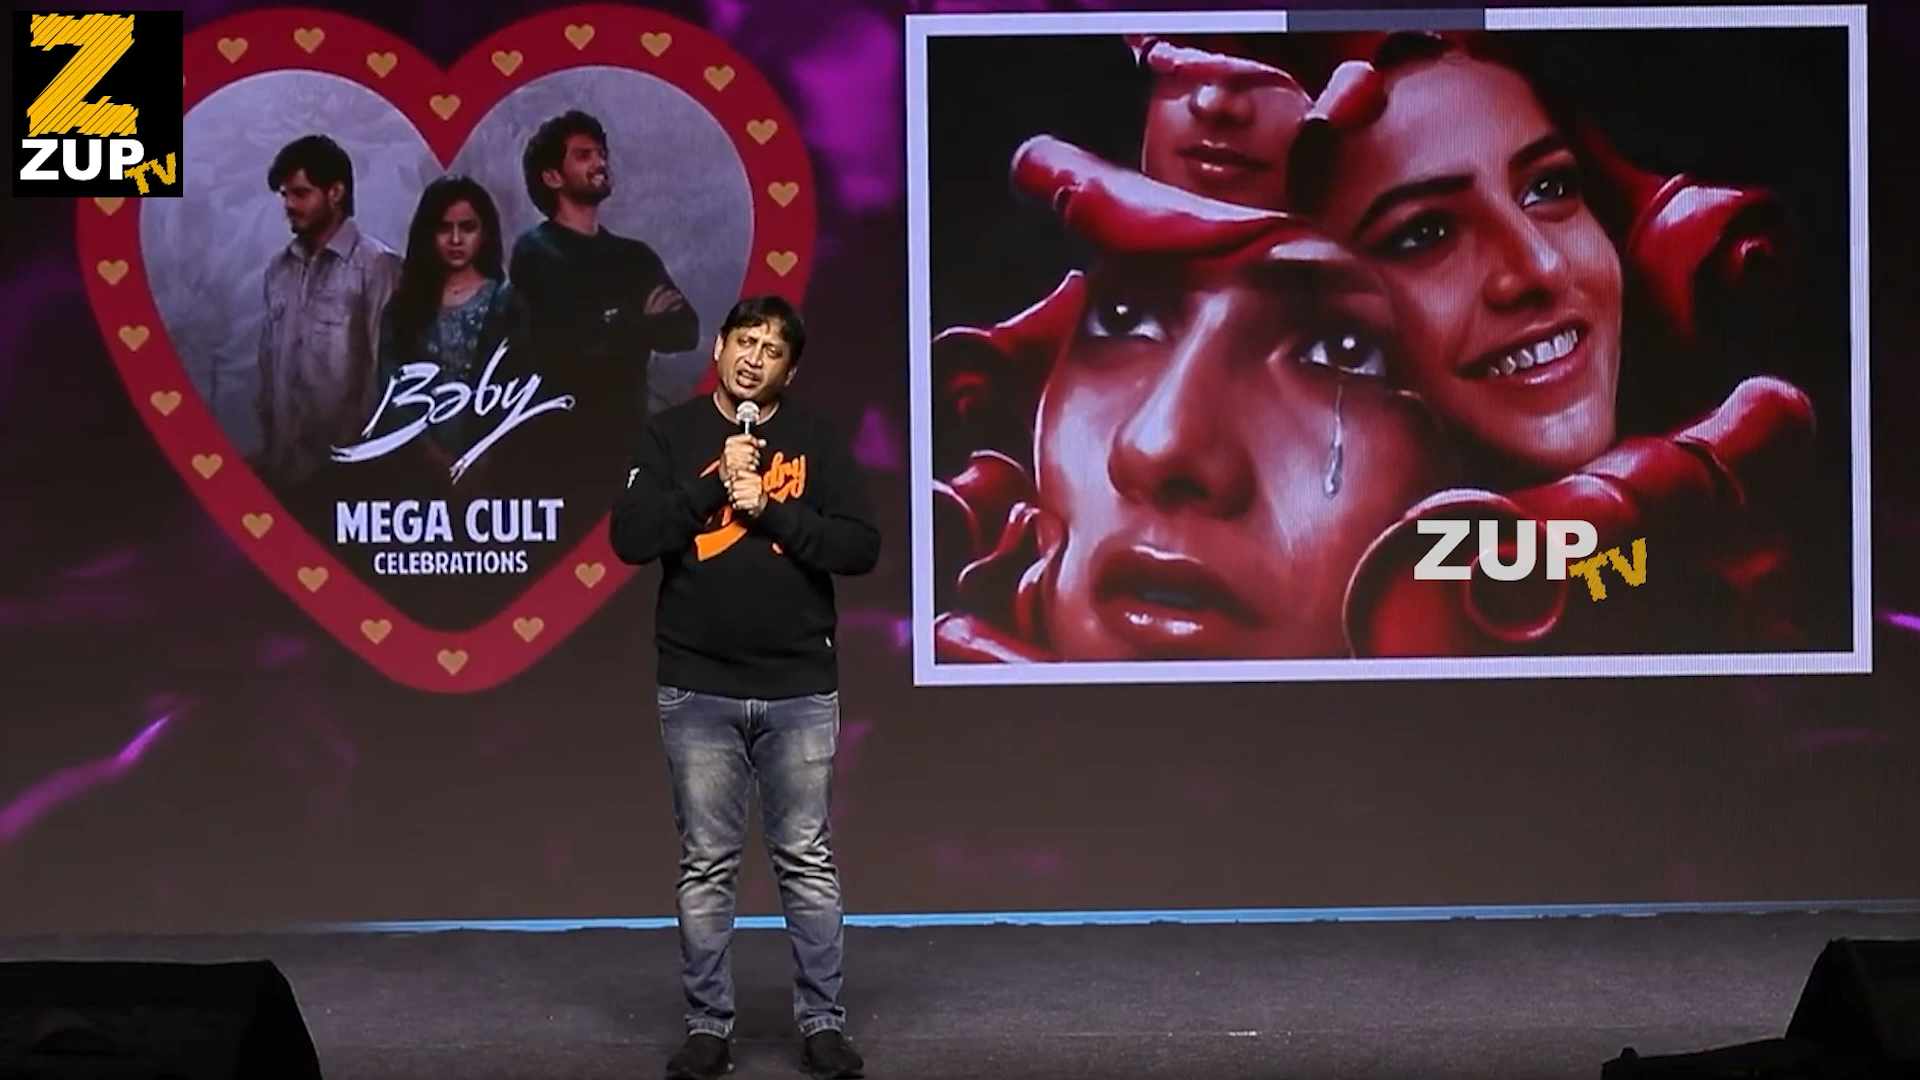 Z
ZUP TV
Baby
MEGA CULT
CELEBRATIONS
ZUP TV